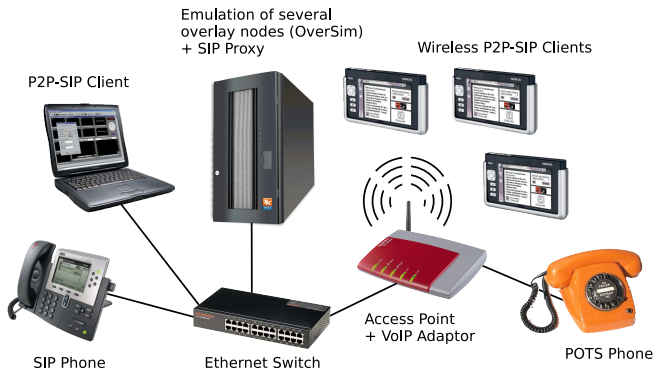 Emulation of several
overlay nodes (OverSim)
+ SIP Proxy
Wireless P2P-SIP Clients
P2P-SIP Client
Access Point
+ VoIP Adaptor
SIP Phone
Ethernet Switch
POTS Phone